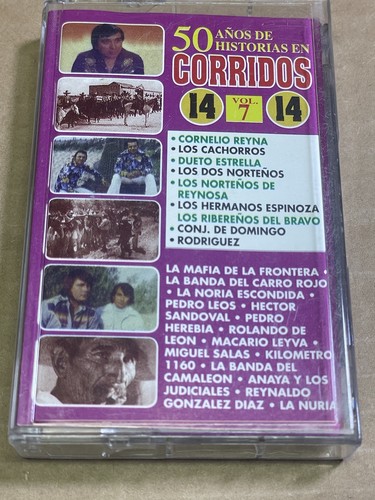 50 AÑOS DE
HISTORIAS EN
CORRIDOS
14 VOL. 7 14
• CORNELIO REYNA
• LOS CACHORROS
• DUETO ESTRELLA
• LOS DOS NORTEÑOS
• LOS NORTEÑOS DE
REYNOSA
• LOS HERMANOS ESPINOZA
LOS RIBEREÑOS DEL BRAVO
• CONJ. DE DOMINGO
• RODRIGUEZ
LA MAFIA DE LA FRONTERA •
LA BANDA DEL CARRO ROJO
• LA NORIA ESCONDIDA •
PEDRO LEOS • HECTOR
SANDOVAL • PEDRO
HEREBIA • ROLANDO DE
LEON • MACARIO LEYVA •
MIGUEL SALAS • KILOMETRO
1160 • LA BANDA DEL
CAMALEON • ANAYA Y LOS
JUDICIALES • REYNALDO
GONZALEZ DIAZ • LA NURIA